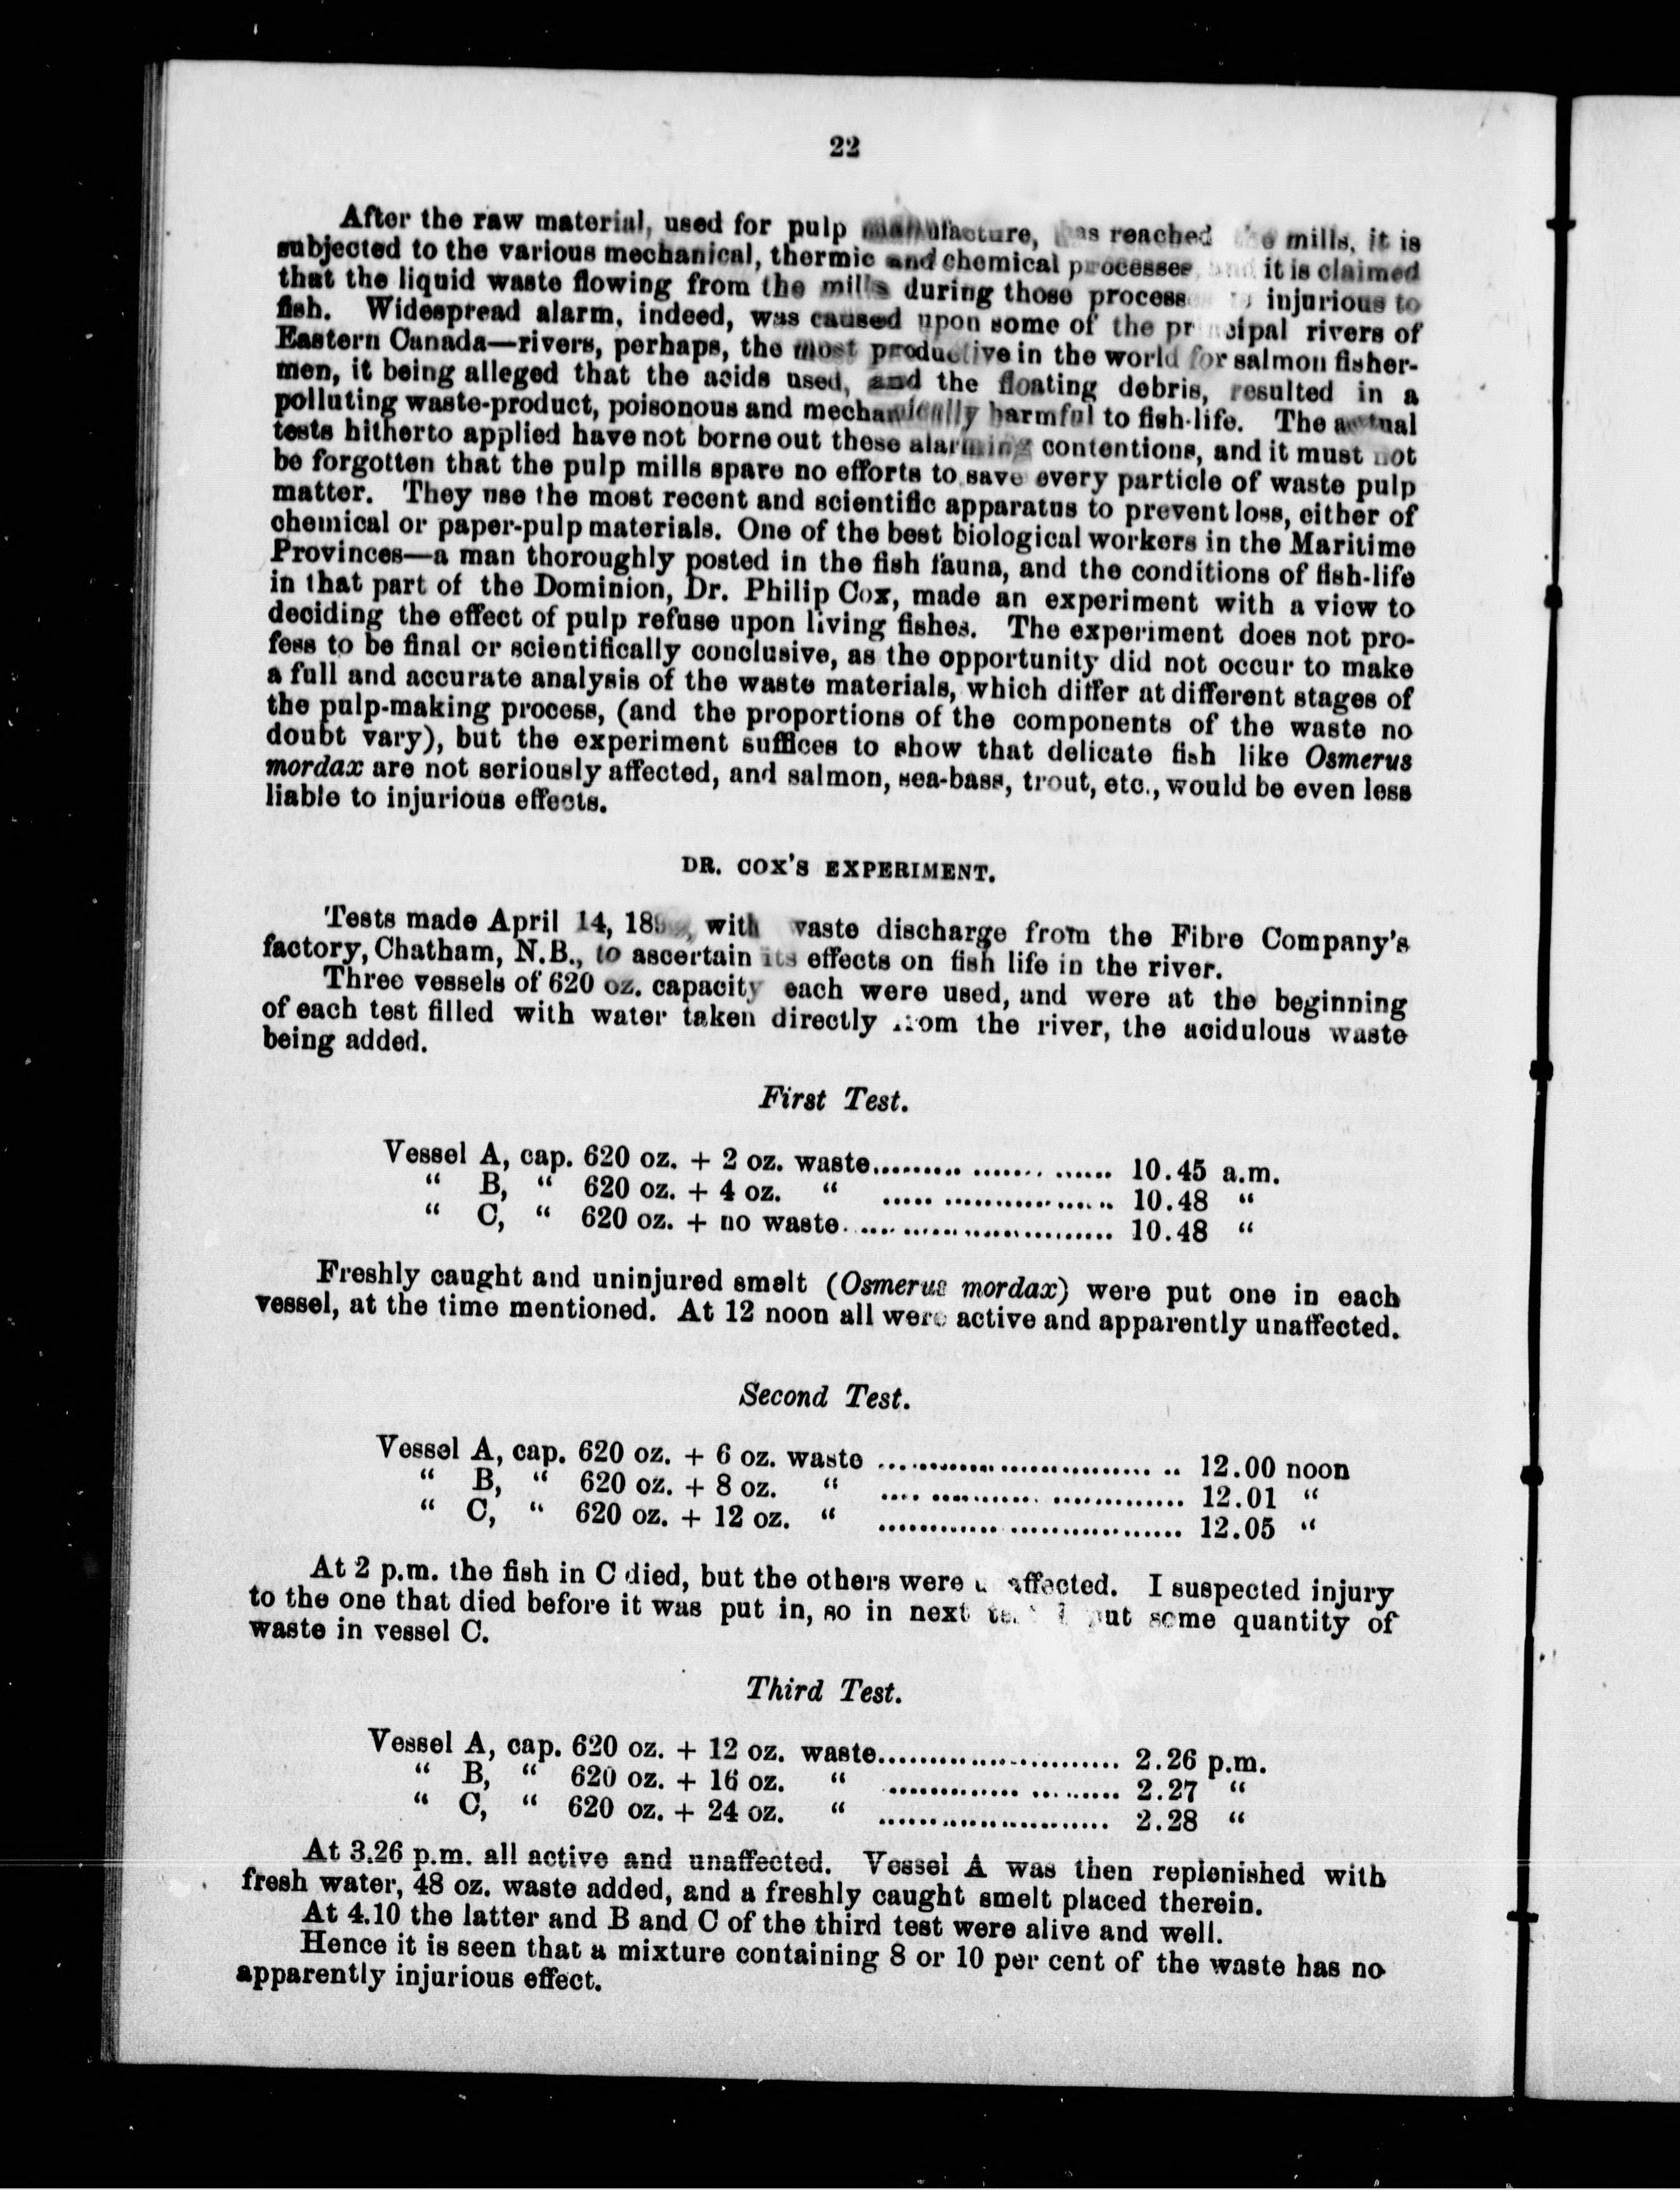 22
After the raw material, used for pulp manufacture, has reached mills, it is
subjected to the various mechanical, thermic and chemical processes and it is claimed
that the liquid waste flowing from the mills during those process injurious to
fish. Widespread alarm, indeed, was caused upon some of the principal rivers of
Eastern Canada—rivers, perhaps, the most productive in the world for salmon fisher-
men, it being alleged that the acids used, and the floating debris, resulted in a
polluting waste-product, poisonous and mechanically harmful to fish-life. The actual
tests hitherto applied have not borne out these alarming contentions, and it must not
be forgotten that the pulp mills spare no efforts to save every particle of waste pulp
matter. They use the most recent and scientific apparatus to prevent loss, either of
chemical or paper-pulp materials. One of the best biological workers in the Maritime
Provinces—a man thoroughly posted in the fish fauna, and the conditions of fish-life
in that part of the Dominion, Dr. Philip Cox, made an experiment with a view to
deciding the effect of pulp refuse upon living fishes. The experiment does not pro-
fess to be final or scientifically conclusive, as the opportunity did not occur to make
a full and accurate analysis of the waste materials, which differ at different stages of
the pulp-making process, (and the proportions of the components of the waste no
doubt vary), but the experiment suffices to show that delicate fish like Osmerus
mordax are not seriously affected, and salmon, sea-bass, trout, etc., would be even less
liable to injurious effects.
DR. COX'S EXPERIMENT.
Tests made April 14, with waste discharge from the Fibre Company's
factory, Chatham, N.B., to ascertain its effects on fish life in the river.
Three vessels of 620 oz. capacity each were used, and were at the beginning
of each test filled with water taken directly from the river, the acidulous waste
being added.
First Test.
Vessel A, cap. 620 oz. + 2 oz. waste........................ 10.45 a.m.
" B, " 620 oz. + 4 oz. " ........................ 10.48 "
" C, " 620 oz. + no waste............................ 10.48 "
Freshly caught and uninjured smelt (Osmerus mordax) were put one in each
vessel, at the time mentioned. At 12 noon all were active and apparently unaffected.
Second Test.
Vessel A, cap. 620 oz. + 6 oz. waste .............................. 12.00 noon
" B, " 620 oz. + 8 oz. " .............................. 12.01 "
" C, " 620 oz. + 12 oz. " .............................. 12.05 "
At 2 p.m. the fish in C died, but the others were unaffected. I suspected injury
to the one that died before it was put in, so in next test I put some quantity of
waste in vessel C.
Third Test.
Vessel A, cap. 620 oz. + 12 oz. waste........................ 2.26 p.m.
" B, " 620 oz. + 16 oz. " ...................... 2.27 "
" C, " 620 oz. + 24 oz. " ...................... 2.28 "
At 3.26 p.m. all active and unaffected. Vessel A was then replenished with
fresh water, 48 oz. waste added, and a freshly caught smelt placed therein.
At 4.10 the latter and B and C of the third test were alive and well.
Hence it is seen that a mixture containing 8 or 10 per cent of the waste has no
apparently injurious effect.